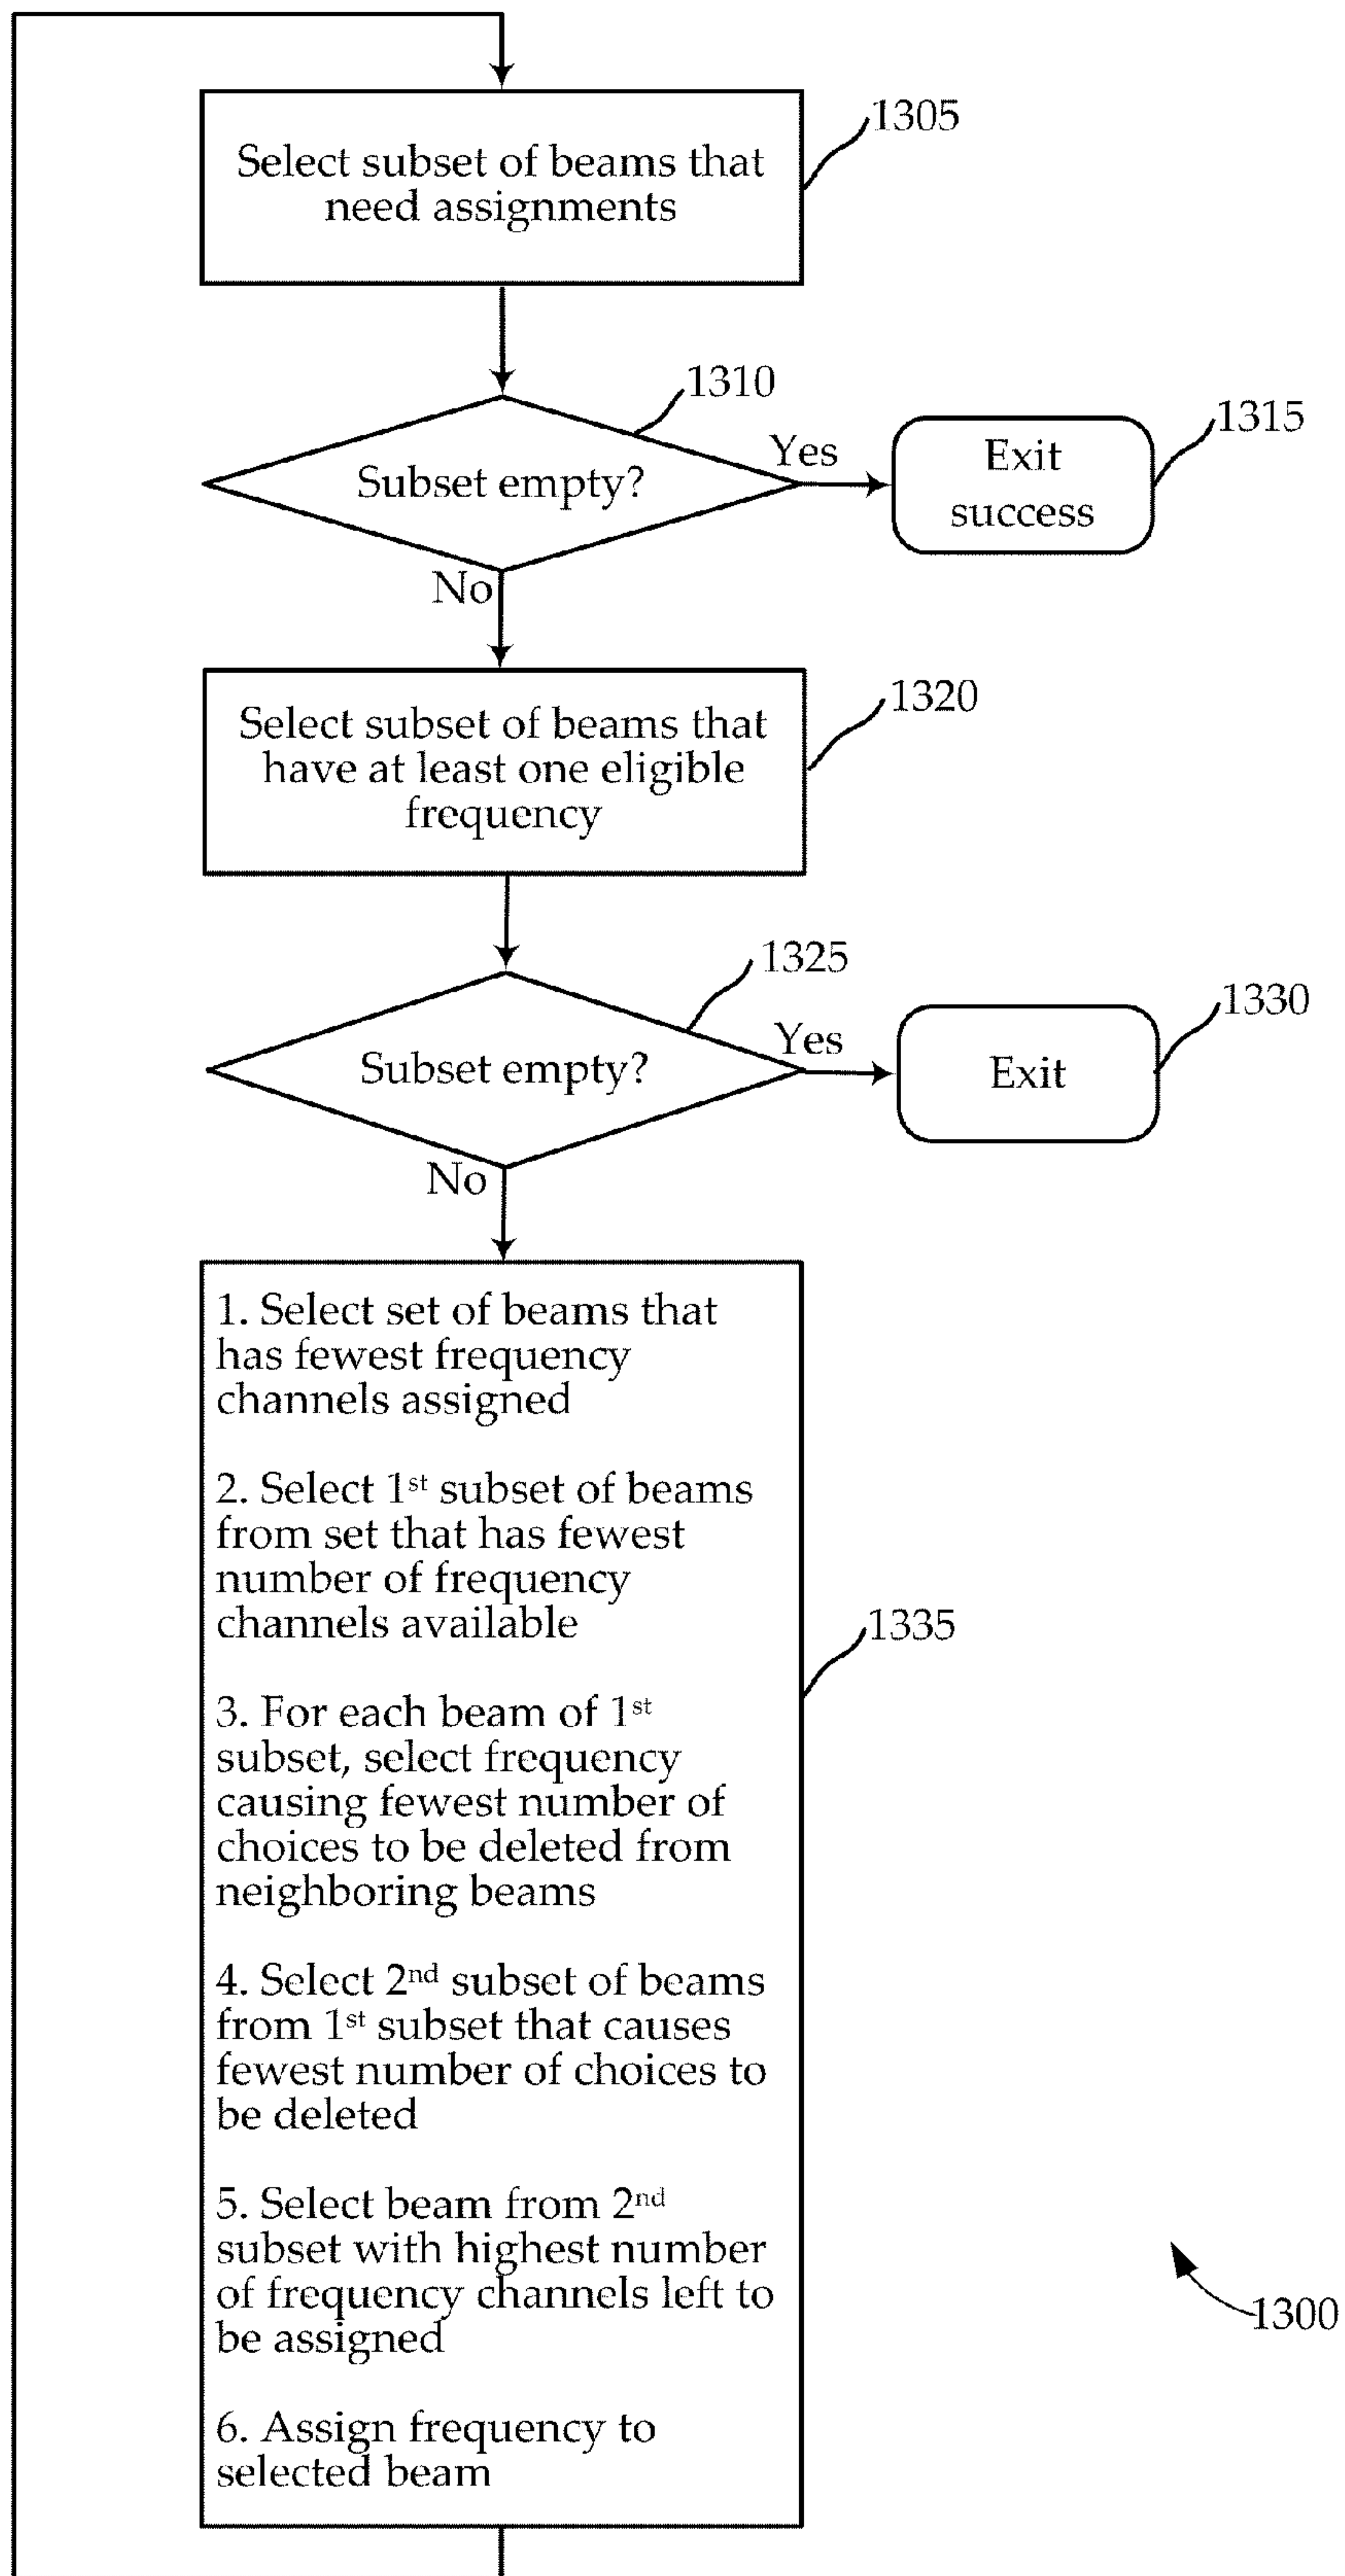 1305
Select subset of beams that
need assignments
1310
Subset empty?
Yes
Exit
success
1315
No
1320
Select subset of beams that
have at least one eligible
frequency
1325
Subset empty?
Yes
Exit
1330
No
1. Select set of beams that
has fewest frequency
channels assigned
2. Select 1st subset of beams
from set that has fewest
number of frequency
channels available
3. For each beam of 1st
subset, select frequency
causing fewest number of
choices to be deleted from
neighboring beams
4. Select 2nd subset of beams
from 1st subset that causes
fewest number of choices to
be deleted
5. Select beam from 2nd
subset with highest number
of frequency channels left to
be assigned
6. Assign frequency to
selected beam
1335
1300